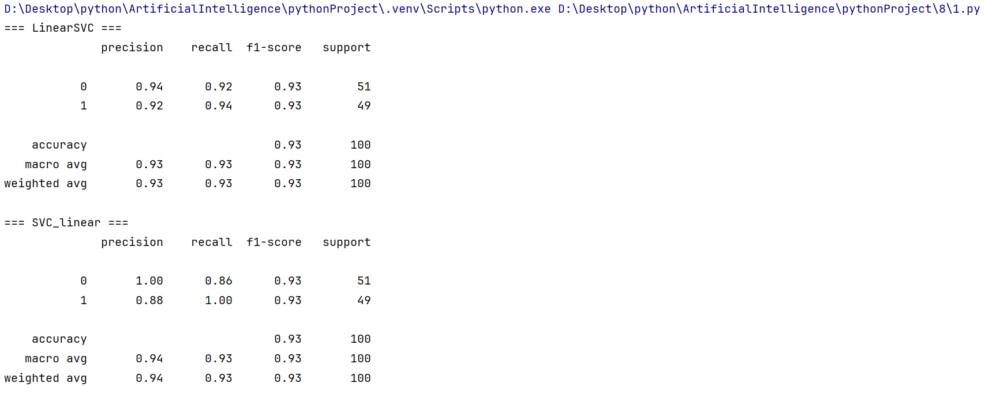 D:\Desktop\python\ArtificialIntelligence\pythonProject\.venv\Scripts\python.exe D:\Desktop\python\ArtificialIntelligence\pythonProject\8\1.py
=== LinearSVC ===
              precision    recall  f1-score   support

           0       0.94      0.92      0.93        51
           1       0.92      0.94      0.93        49

    accuracy                           0.93       100
   macro avg       0.93      0.93      0.93       100
weighted avg       0.93      0.93      0.93       100

=== SVC_linear ===
              precision    recall  f1-score   support

           0       1.00      0.86      0.93        51
           1       0.88      1.00      0.93        49

    accuracy                           0.93       100
   macro avg       0.94      0.93      0.93       100
weighted avg       0.94      0.93      0.93       100